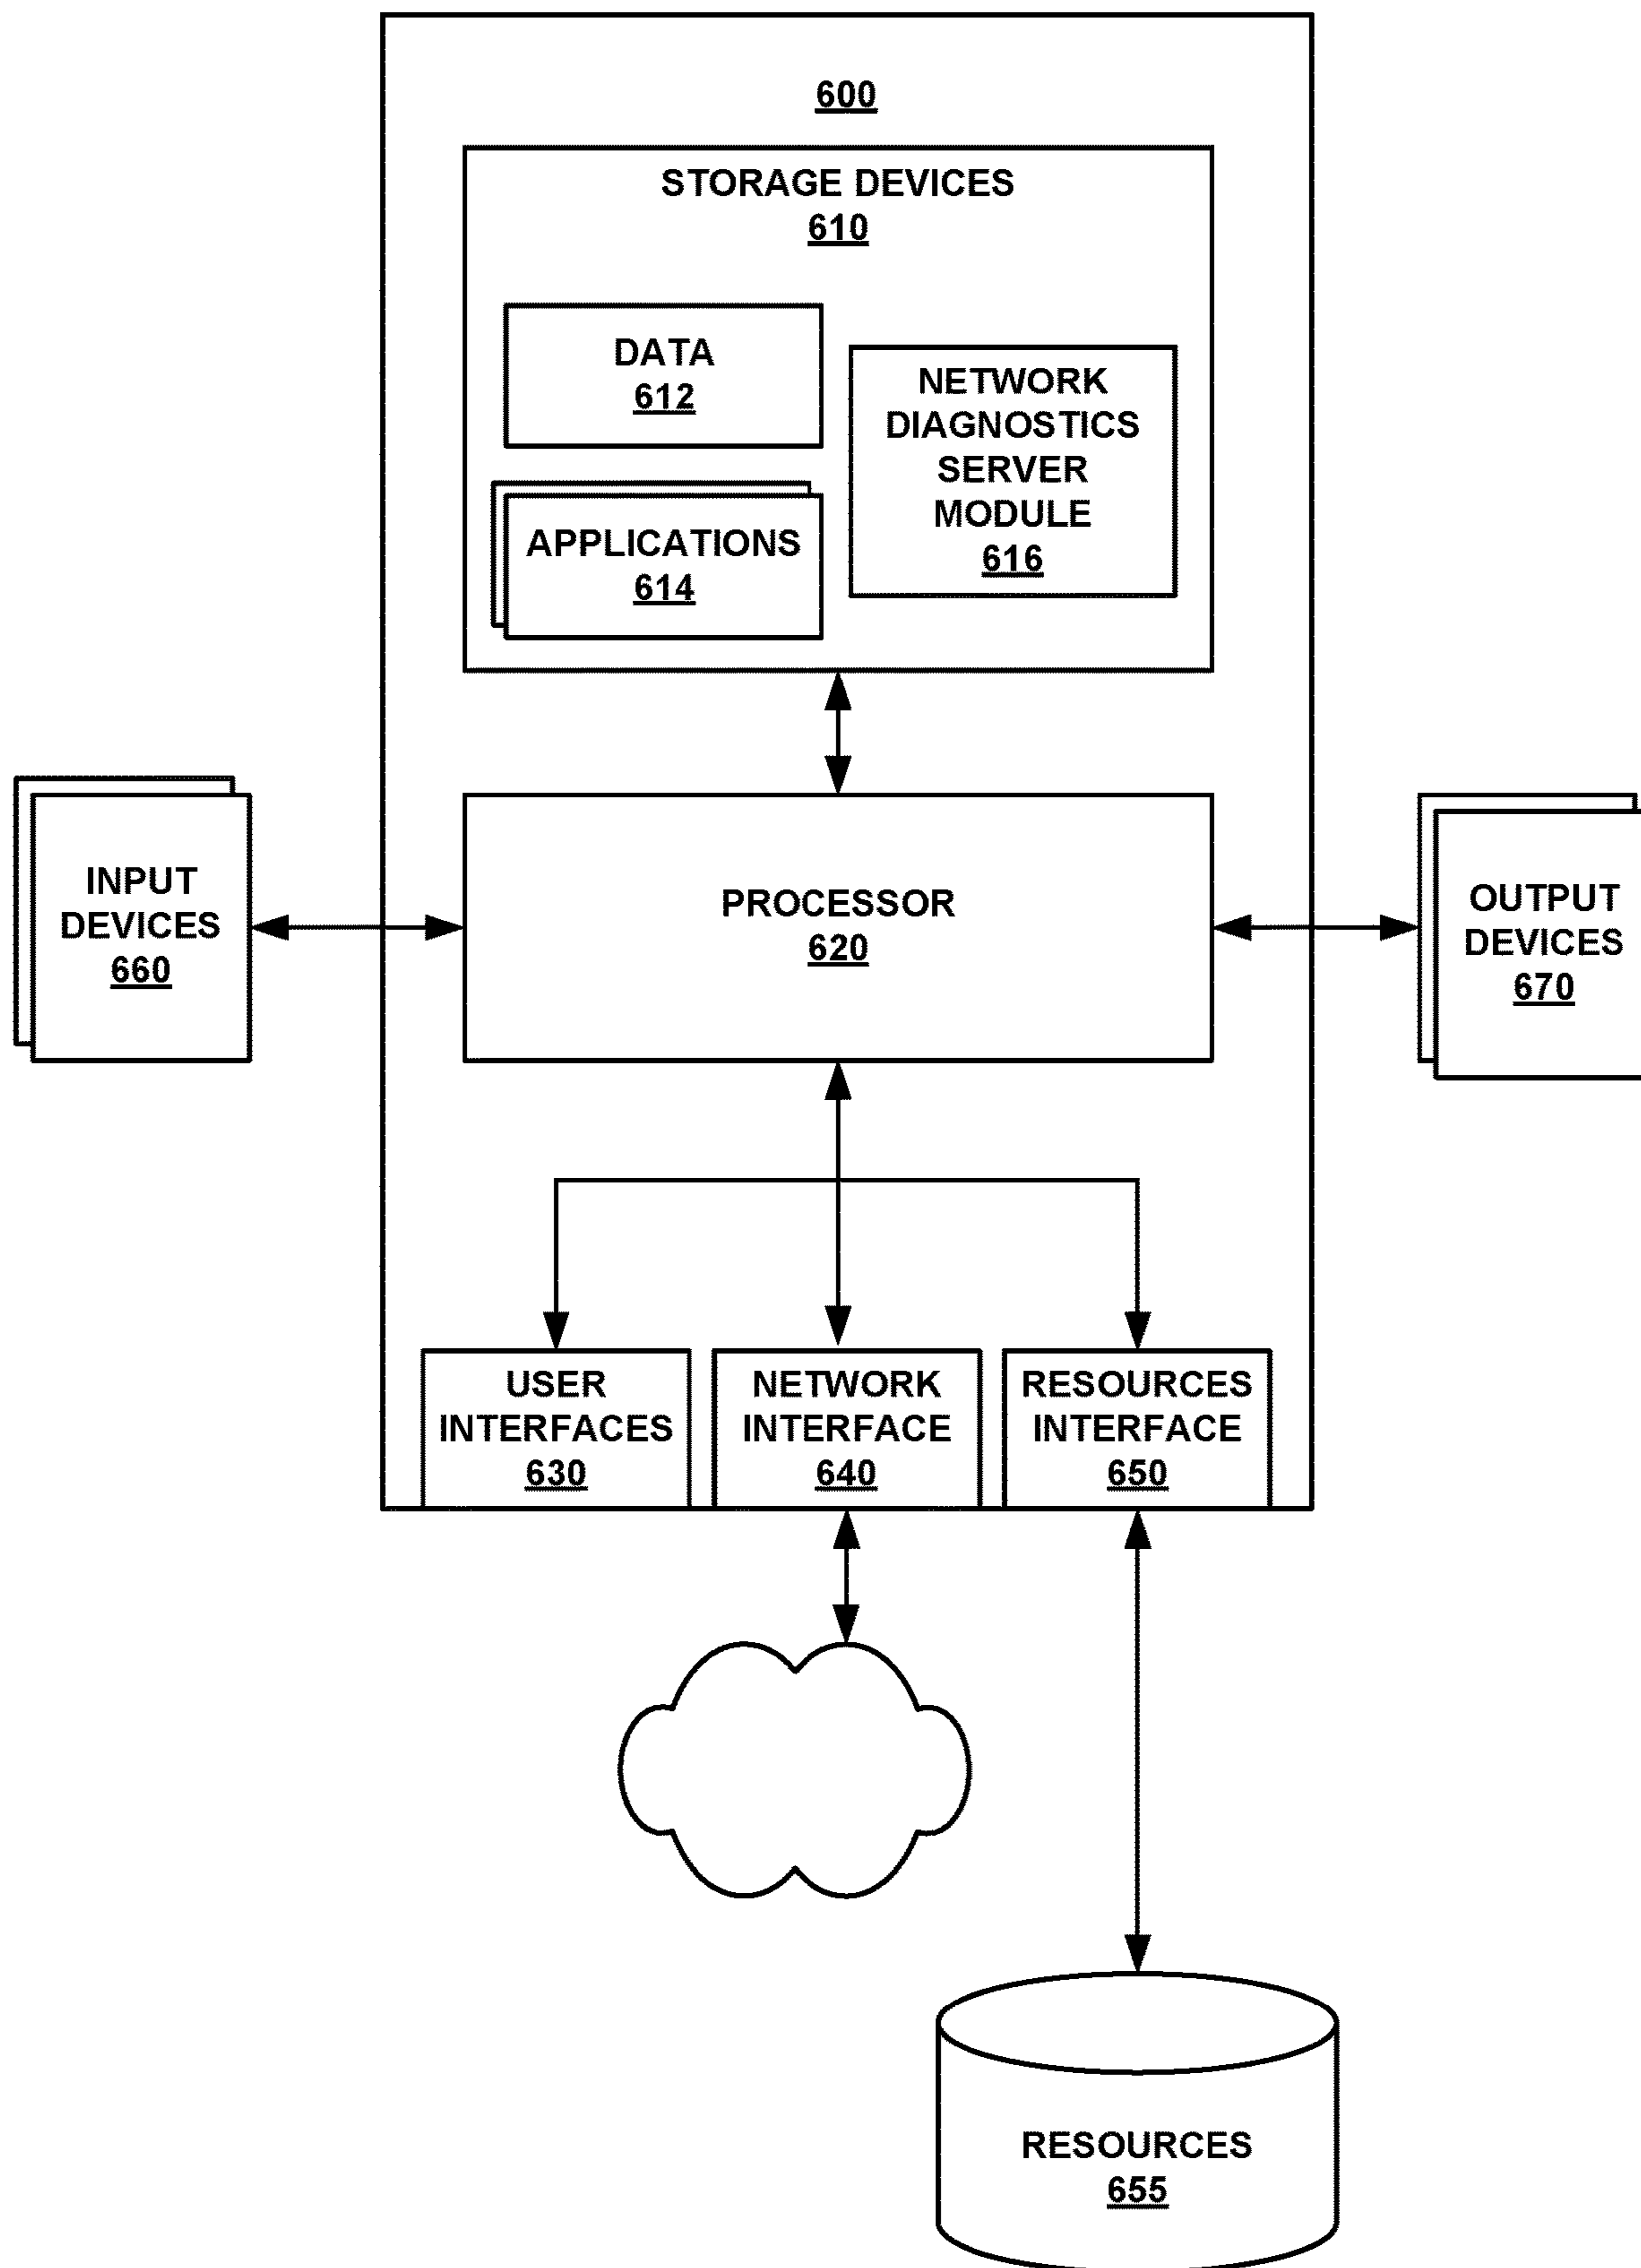 600
STORAGE DEVICES
610
DATA
612
NETWORK
DIAGNOSTICS
SERVER
MODULE
616
APPLICATIONS
614
INPUT
DEVICES
660
PROCESSOR
620
OUTPUT
DEVICES
670
USER
INTERFACES
630
NETWORK
INTERFACE
640
RESOURCES
INTERFACE
650
RESOURCES
655